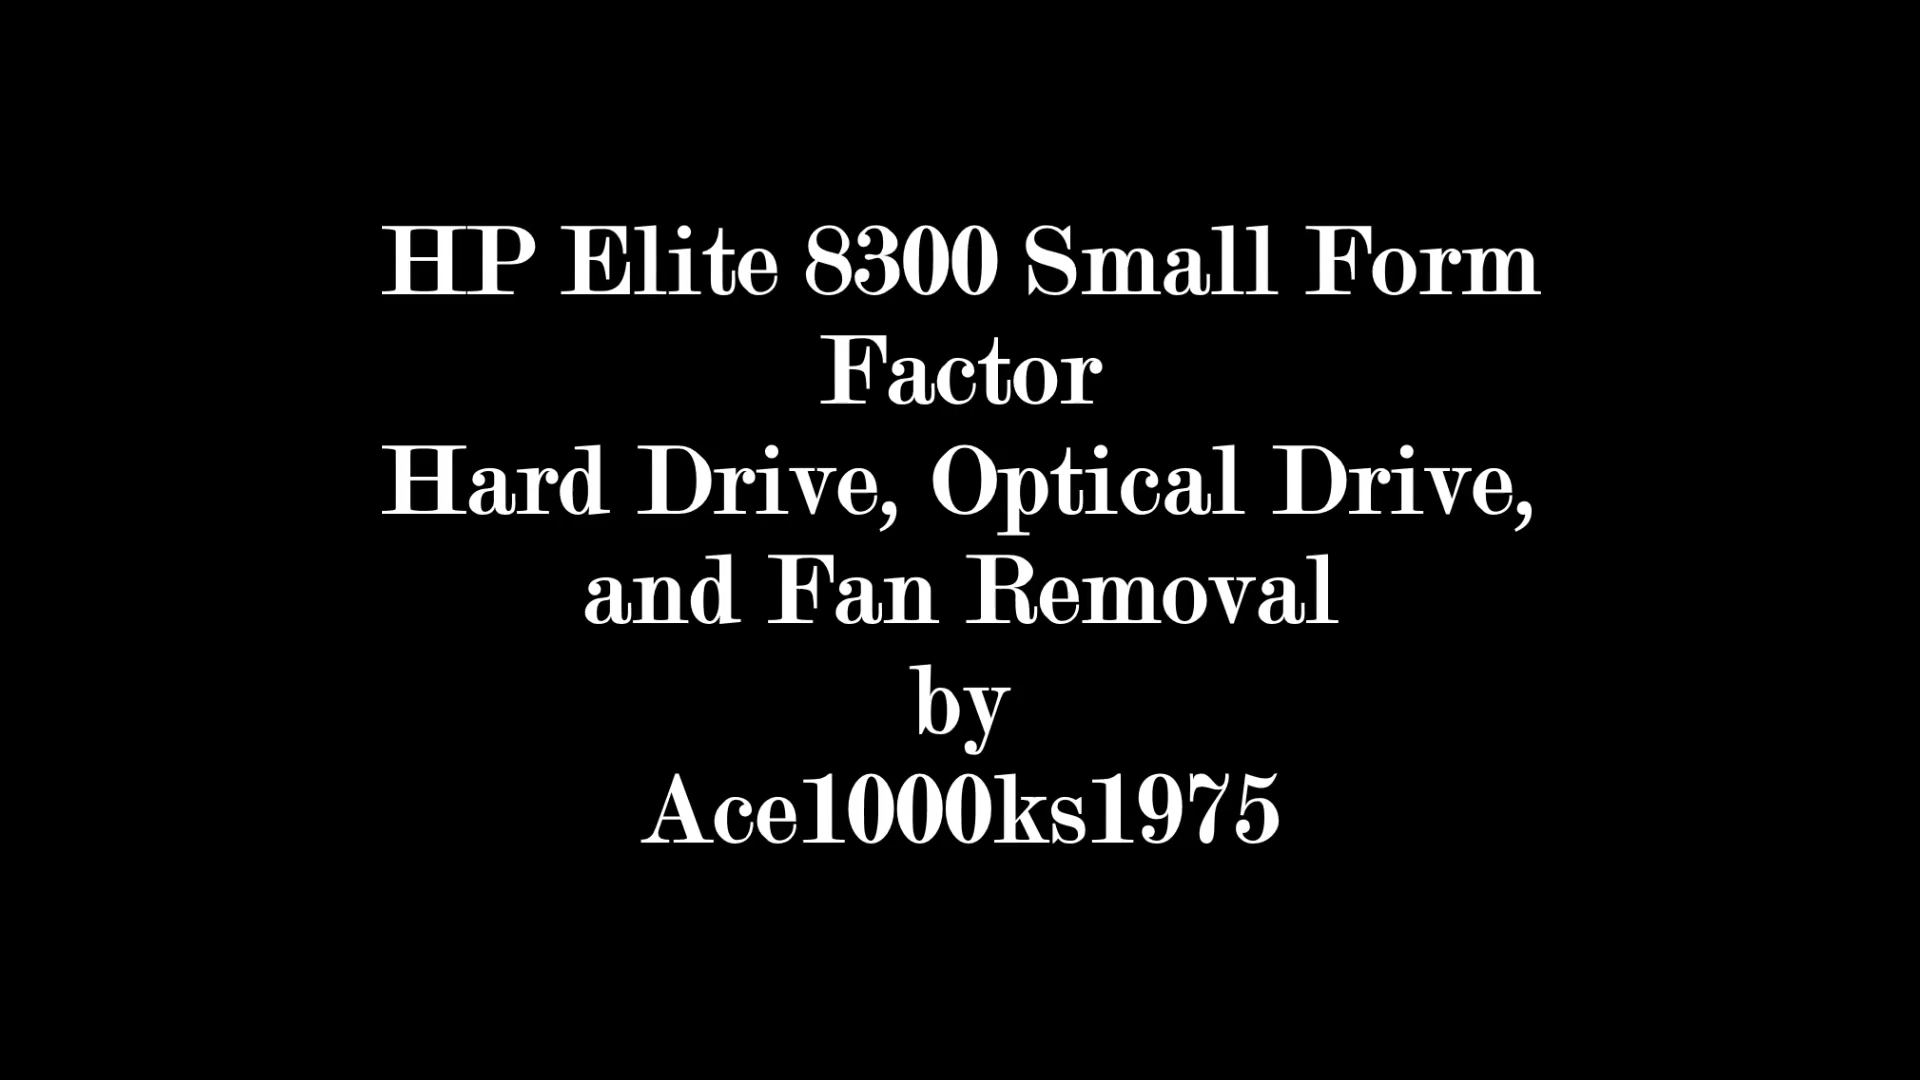 HP Elite 8300 Small Form
Factor
Hard Drive, Optical Drive,
and Fan Removal
by
Ace1000ks1975